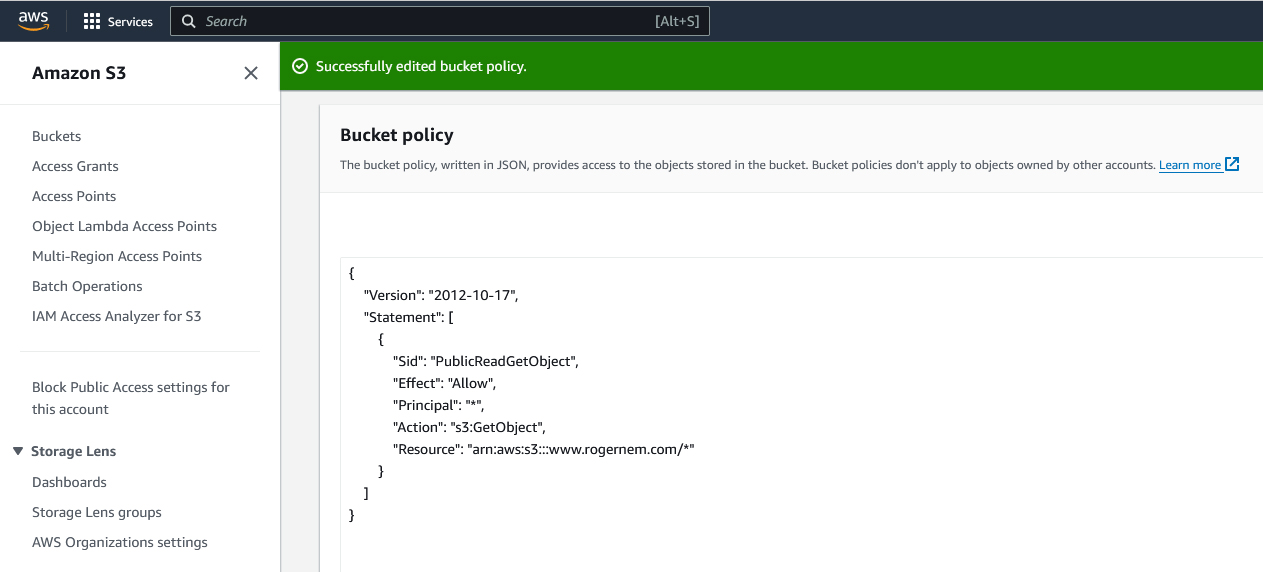 aws
Services
Search
[Alt+S]
Amazon S3
Buckets
Access Grants
Access Points
Object Lambda Access Points
Multi-Region Access Points
Batch Operations
IAM Access Analyzer for S3
Block Public Access settings for
this account
Storage Lens
Dashboards
Storage Lens groups
AWS Organizations settings
Successfully edited bucket policy.
Bucket policy
The bucket policy, written in JSON, provides access to the objects stored in the bucket. Bucket policies don't apply to objects owned by other accounts. Learn more
{
    "Version": "2012-10-17",
    "Statement": [
        {
            "Sid": "PublicReadGetObject",
            "Effect": "Allow",
            "Principal": "*",
            "Action": "s3:GetObject",
            "Resource": "arn:aws:s3:::www.rogernem.com/*"
        }
    ]
}